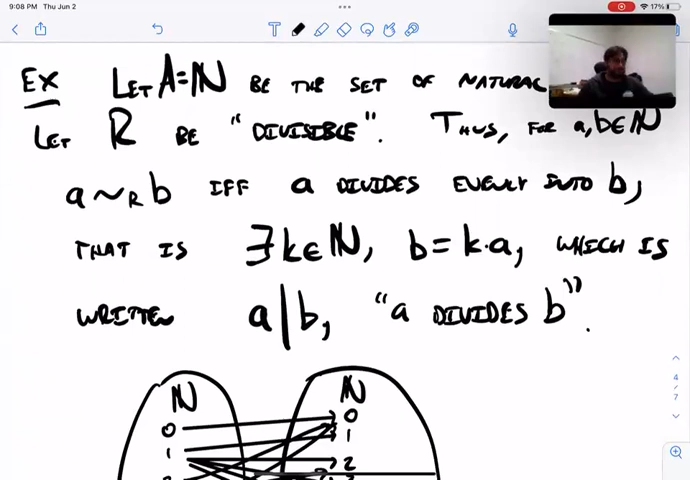 9:08 PM Thu Jun 2
17%
EX LET A=ℕ BE THE SET OF NATURAL
LET R BE "DIVISIBLE". THUS, FOR a,b∈ℕ
a ~R b IFF a DIVIDES EVENLY INTO b,
THAT IS ∃k∈ℕ, b=k·a, WHICH IS
WRITTEN a|b, "a DIVIDES b".
ℕ ℕ
0 0
1 1
2
4
/
7